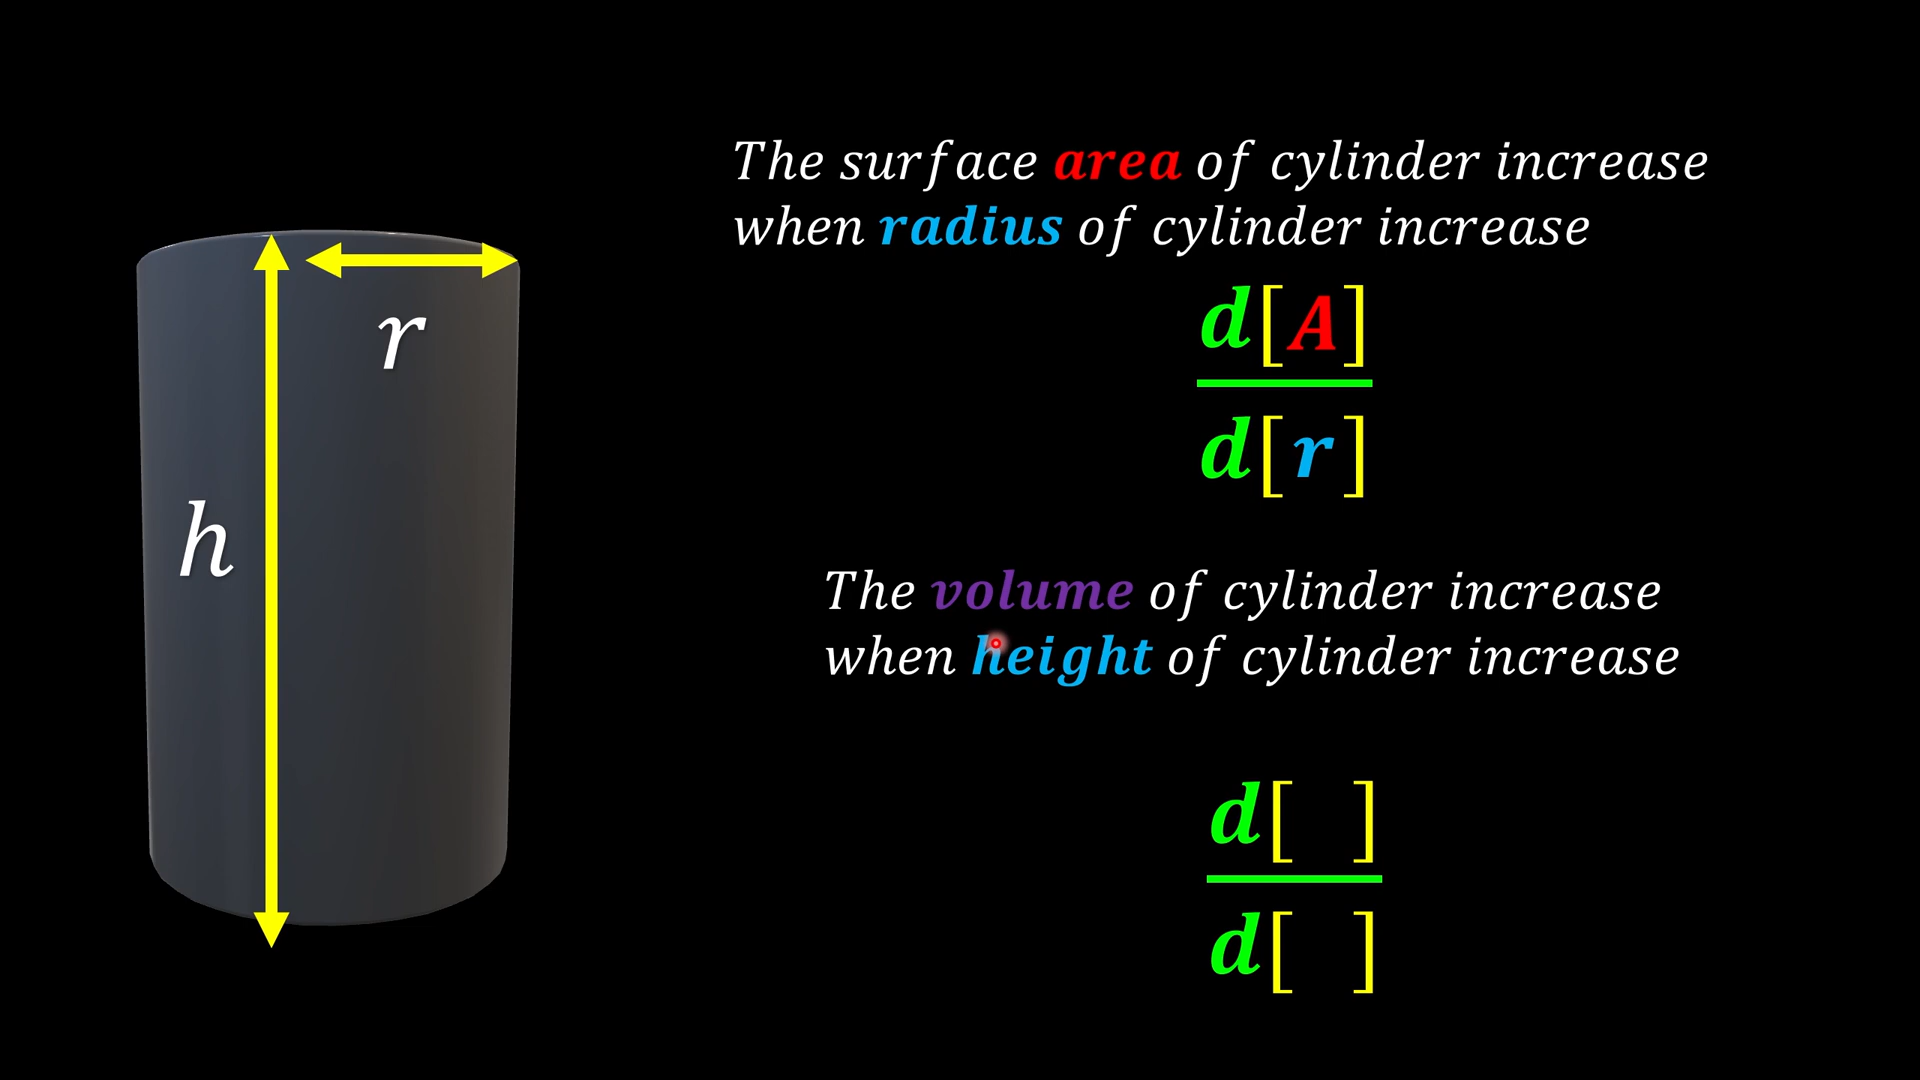 The surface area of cylinder increase
when radius of cylinder increase
d[A]
d[r]
r
h
The volume of cylinder increase
when height of cylinder increase
d[ ]
d[ ]